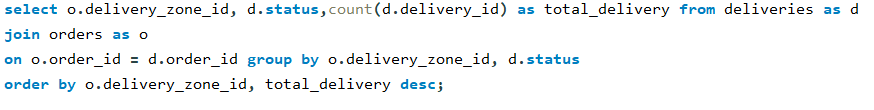 select o.delivery_zone_id, d.status,count(d.delivery_id) as total_delivery from deliveries as d
join orders as o
on o.order_id = d.order_id group by o.delivery_zone_id, d.status
order by o.delivery_zone_id, total_delivery desc;